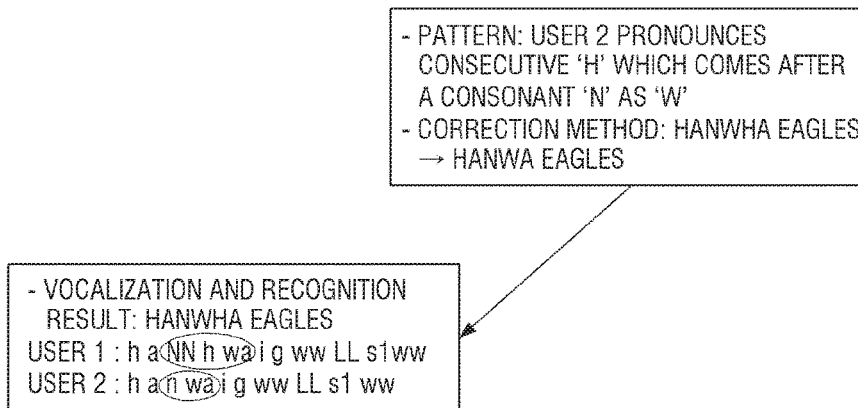 - PATTERN: USER 2 PRONOUNCES
CONSECUTIVE 'H' WHICH COMES AFTER
A CONSONANT 'N' AS 'W'
- CORRECTION METHOD: HANWHA EAGLES
→ HANWA EAGLES
- VOCALIZATION AND RECOGNITION
RESULT: HANWHA EAGLES
USER 1 : h a NN h wa i g ww LL s1ww
USER 2 : h a n wa i g ww LL s1 ww